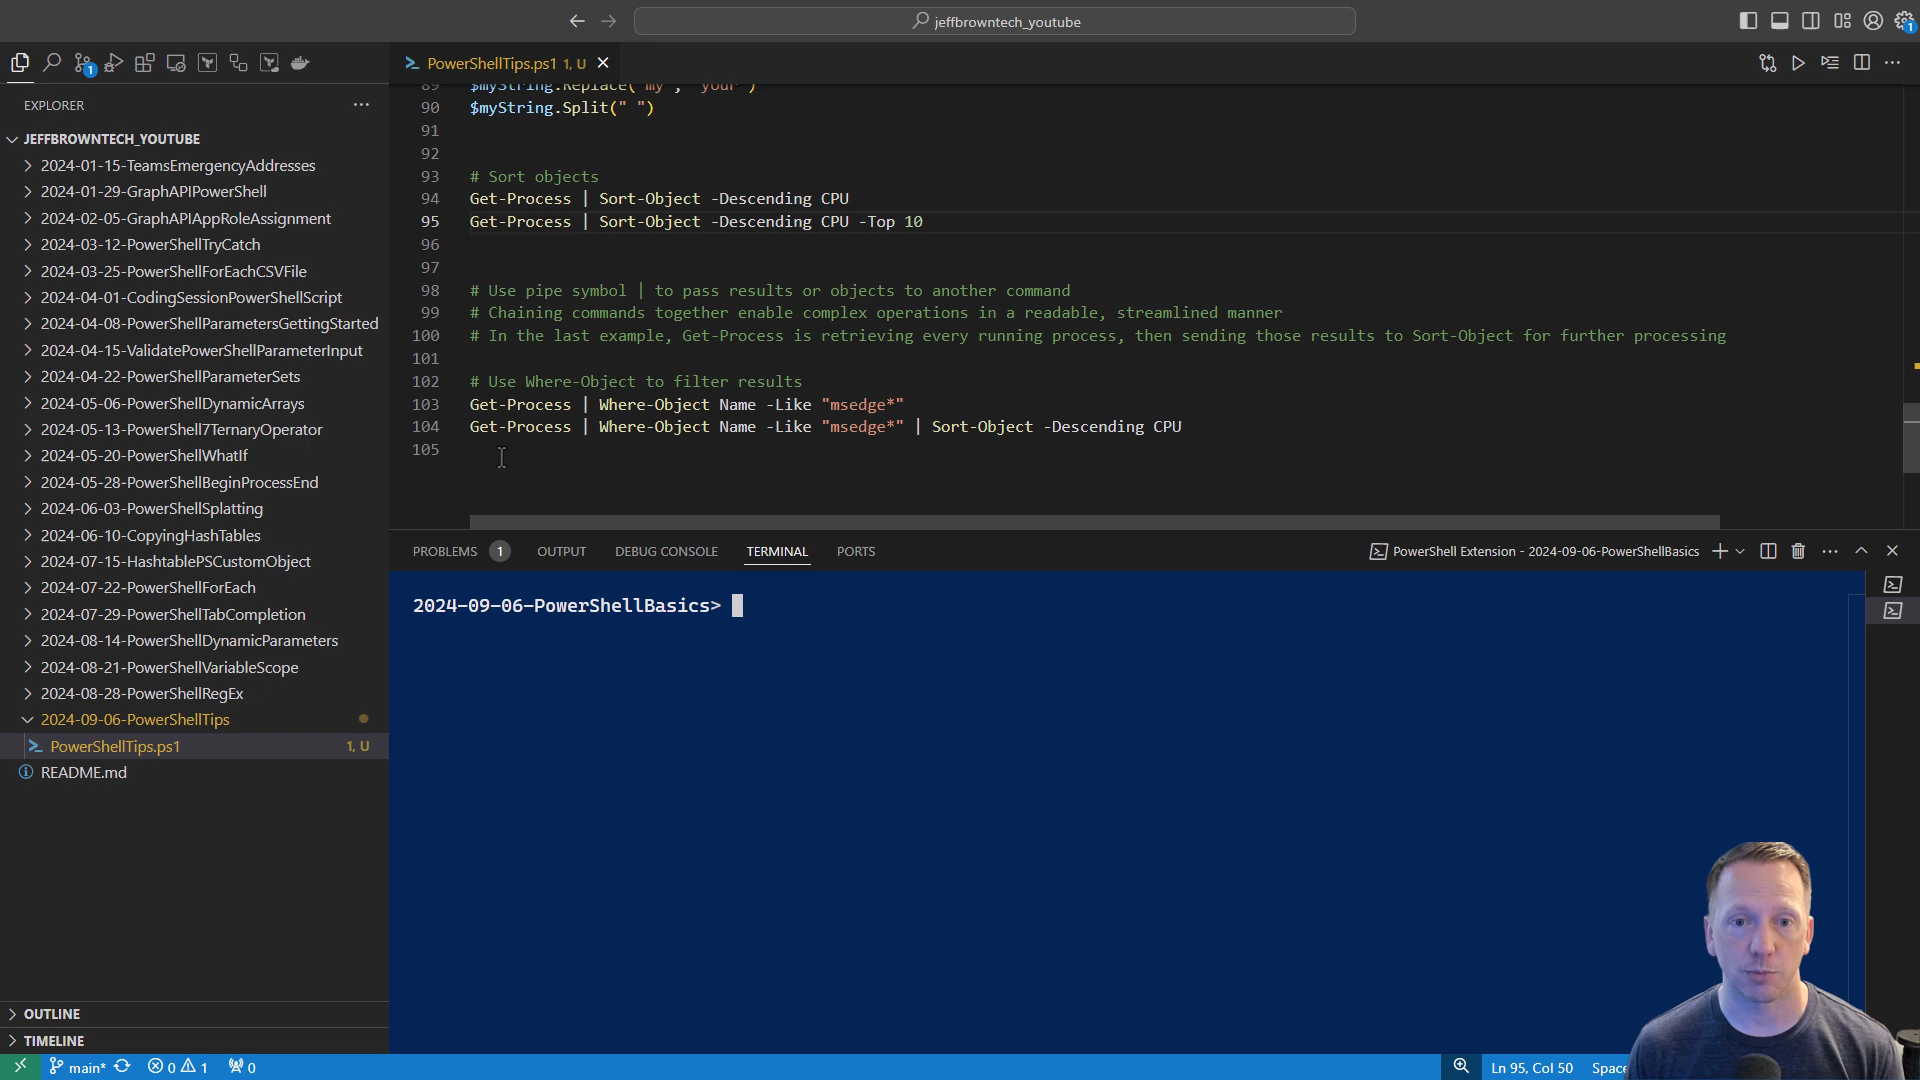 jeffbrowntech_youtube
1
1
EXPLORER
JEFFBROWNTECH_YOUTUBE
2024-01-15-TeamsEmergencyAddresses
2024-01-29-GraphAPIPowerShell
2024-02-05-GraphAPIAppRoleAssignment
2024-03-12-PowerShellTryCatch
2024-03-25-PowerShellForEachCSVFile
2024-04-01-CodingSessionPowerShellScript
2024-04-08-PowerShellParametersGettingStarted
2024-04-15-ValidatePowerShellParameterInput
2024-04-22-PowerShellParameterSets
2024-05-06-PowerShellDynamicArrays
2024-05-13-PowerShell7TernaryOperator
2024-05-20-PowerShellWhatIf
2024-05-28-PowerShellBeginProcessEnd
2024-06-03-PowerShellSplatting
2024-06-10-CopyingHashTables
2024-07-15-HashtablePSCustomObject
2024-07-22-PowerShellForEach
2024-07-29-PowerShellTabCompletion
2024-08-14-PowerShellDynamicParameters
2024-08-21-PowerShellVariableScope
2024-08-28-PowerShellRegEx
2024-09-06-PowerShellTips
PowerShellTips.ps1 1, U
README.md
OUTLINE
TIMELINE
PowerShellTips.ps1 1, U
89 $myString.Replace("my", "your")
90 $myString.Split(" ")
91
92
93 # Sort objects
94 Get-Process | Sort-Object -Descending CPU
95 Get-Process | Sort-Object -Descending CPU -Top 10
96
97
98 # Use pipe symbol | to pass results or objects to another command
99 # Chaining commands together enable complex operations in a readable, streamlined manner
100 # In the last example, Get-Process is retrieving every running process, then sending those results to Sort-Object for further processing
101
102 # Use Where-Object to filter results
103 Get-Process | Where-Object Name -Like "msedge*"
104 Get-Process | Where-Object Name -Like "msedge*" | Sort-Object -Descending CPU
105
PROBLEMS 1 OUTPUT DEBUG CONSOLE TERMINAL PORTS PowerShell Extension - 2024-09-06-PowerShellBasics
2024-09-06-PowerShellBasics>
main* 0 1 0 Ln 95, Col 50